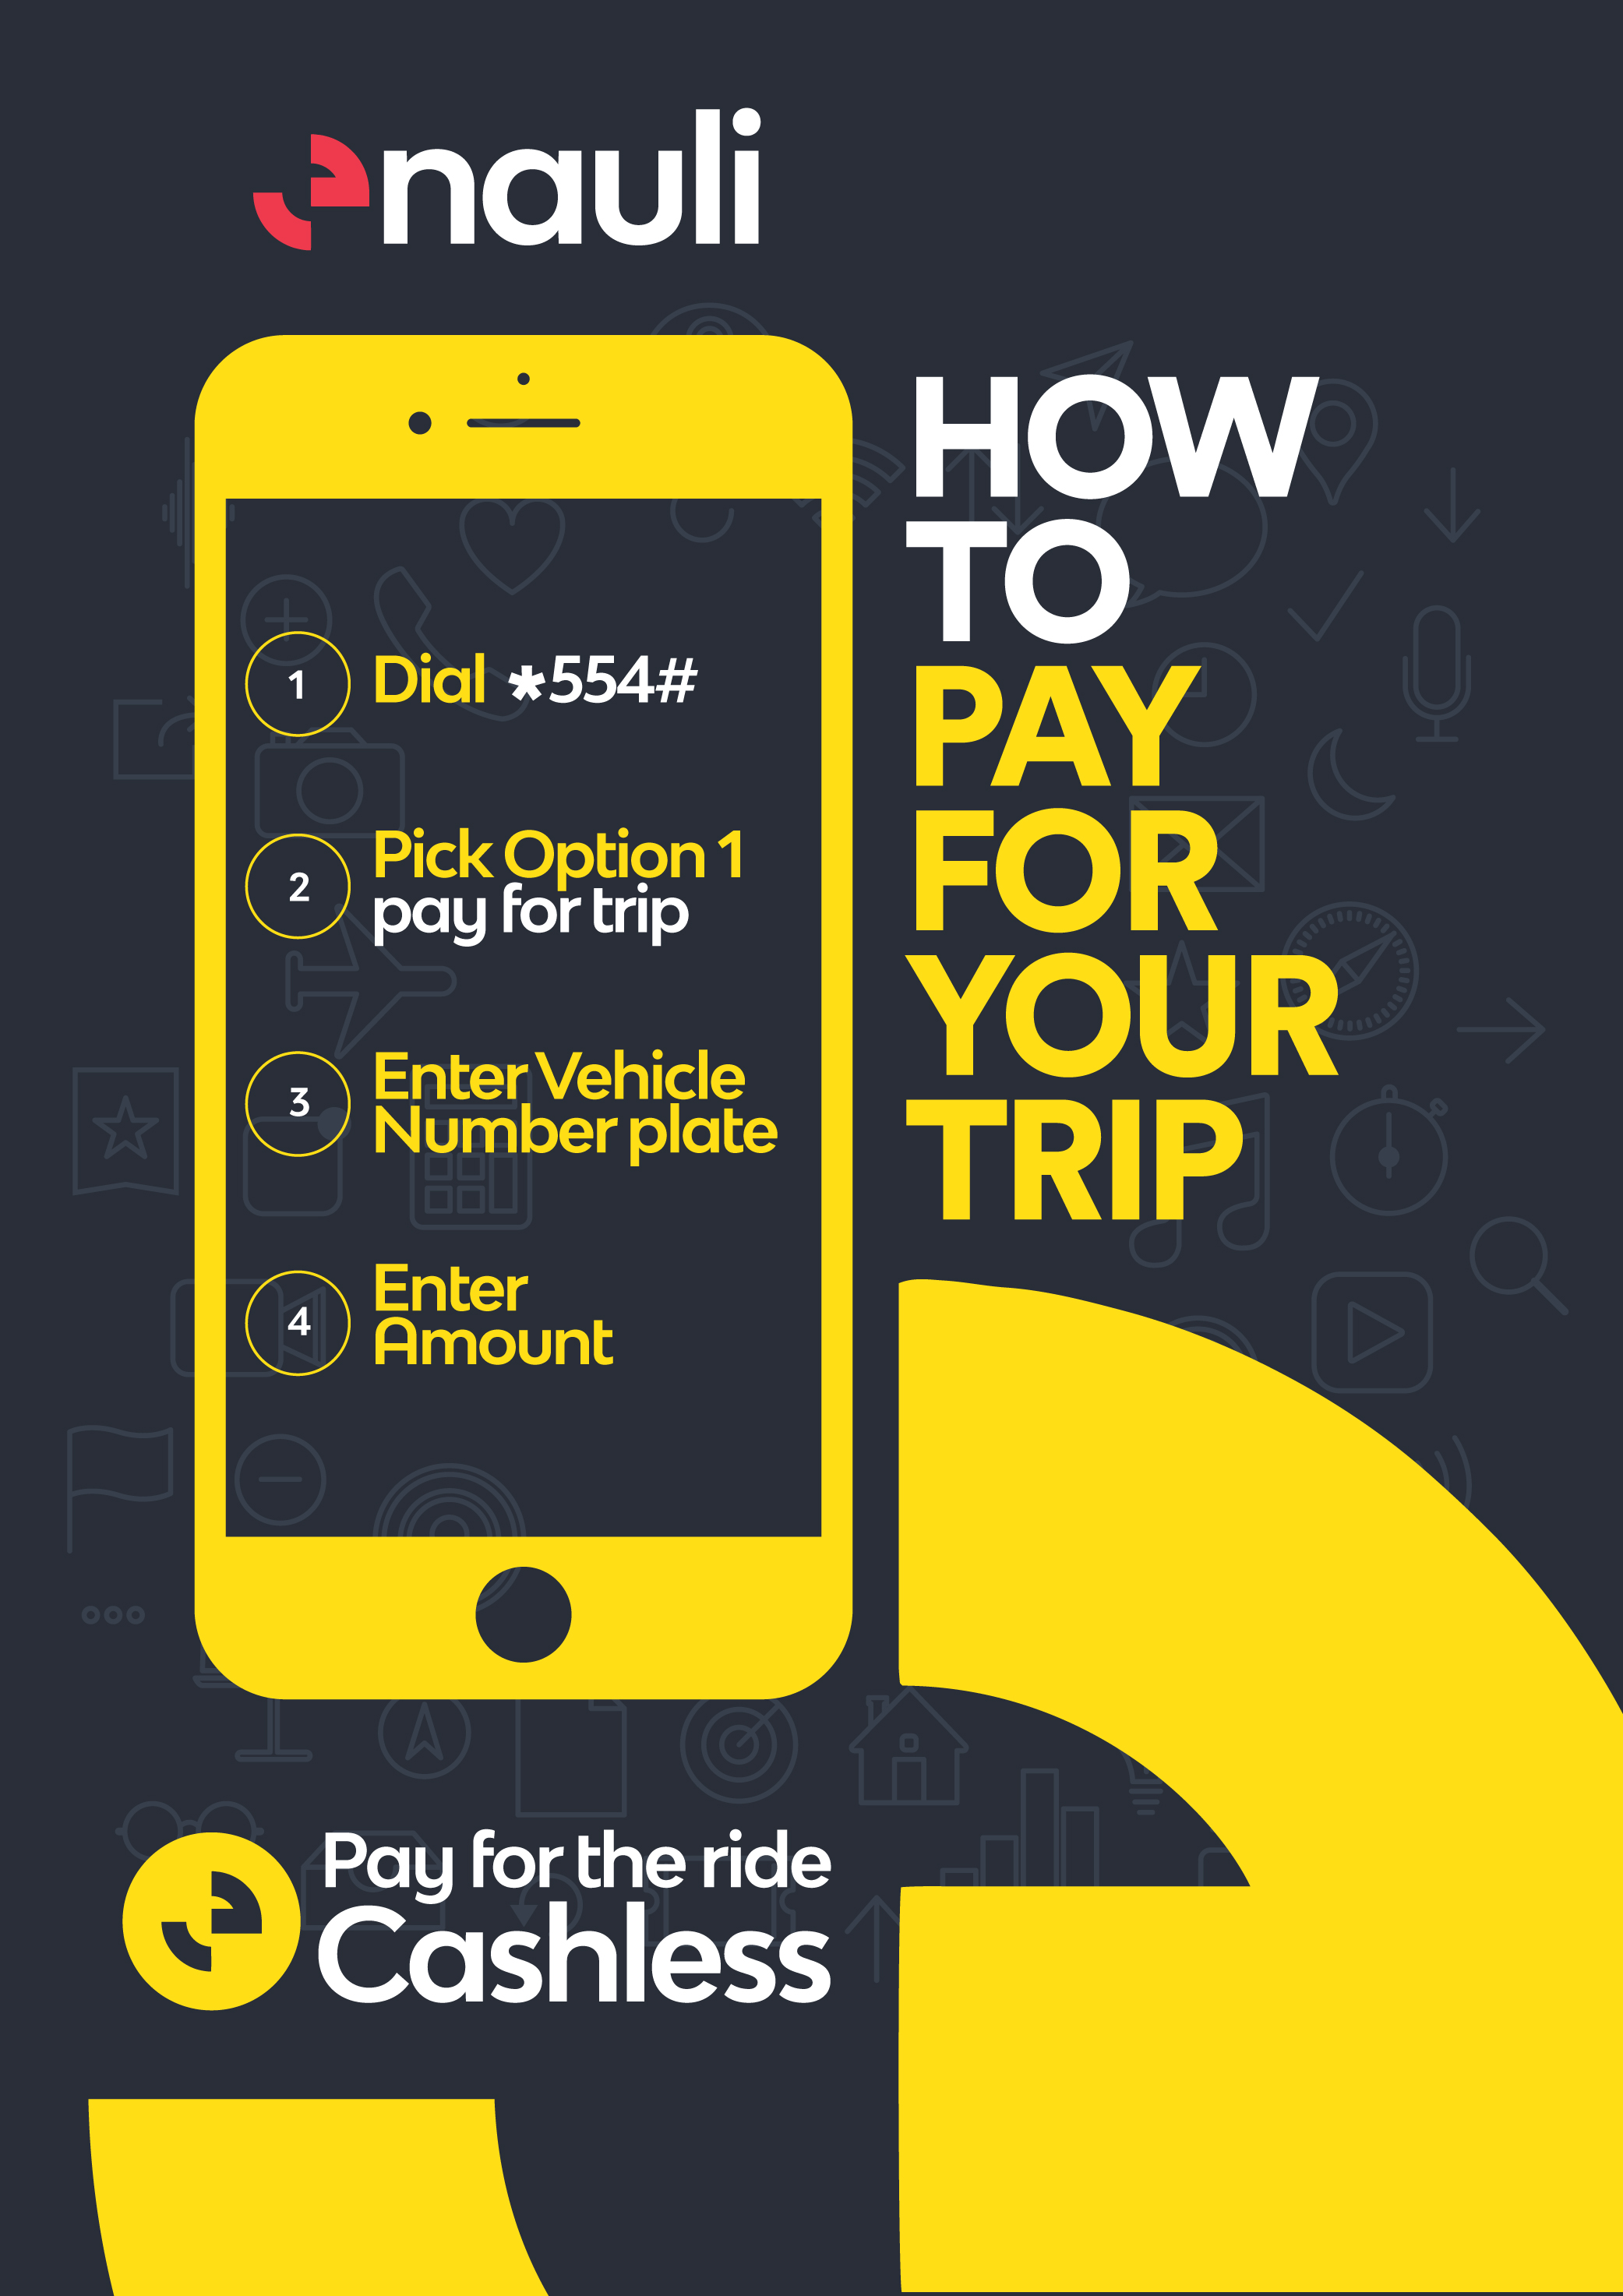 enauli
HOW
TO
PAY
FOR
YOUR
TRIP
1
Dial *554#
2
Pick Option 1
pay for trip
3
Enter Vehicle
Number plate
4
Enter
Amount
e
Pay for the ride
Cashless